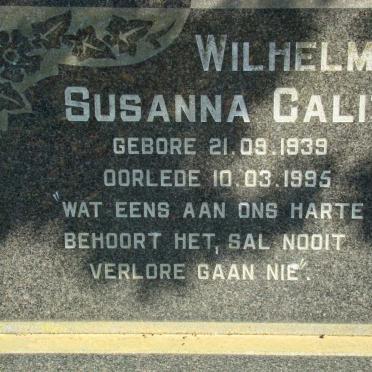 WILHELM
SUSANNA CALI
GEBORE 21.09.1939
OORLEDE 10.03.1995
"WAT EENS AAN ONS HARTE
BEHOORT HET, SAL NOOIT
VERLORE GAAN NIE".